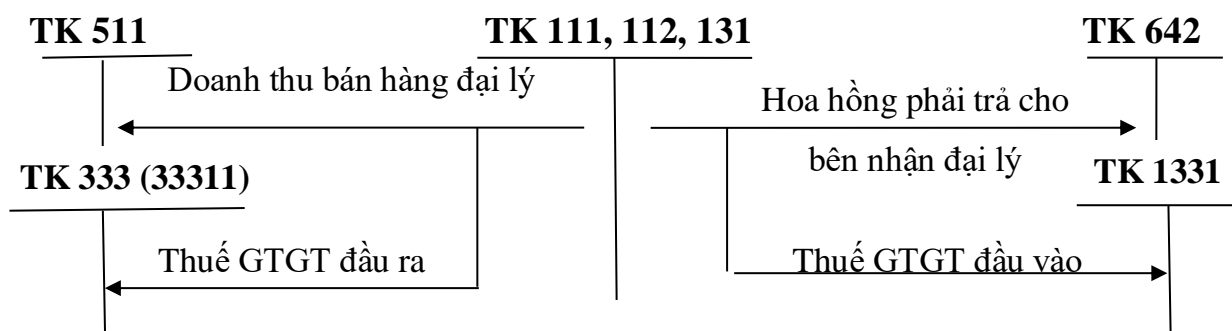 TK 511
TK 111, 112, 131
TK 642
Doanh thu bán hàng đại lý
Hoa hồng phải trả cho
bên nhận đại lý
TK 333 (33311)
TK 1331
Thuế GTGT đầu ra
Thuế GTGT đầu vào